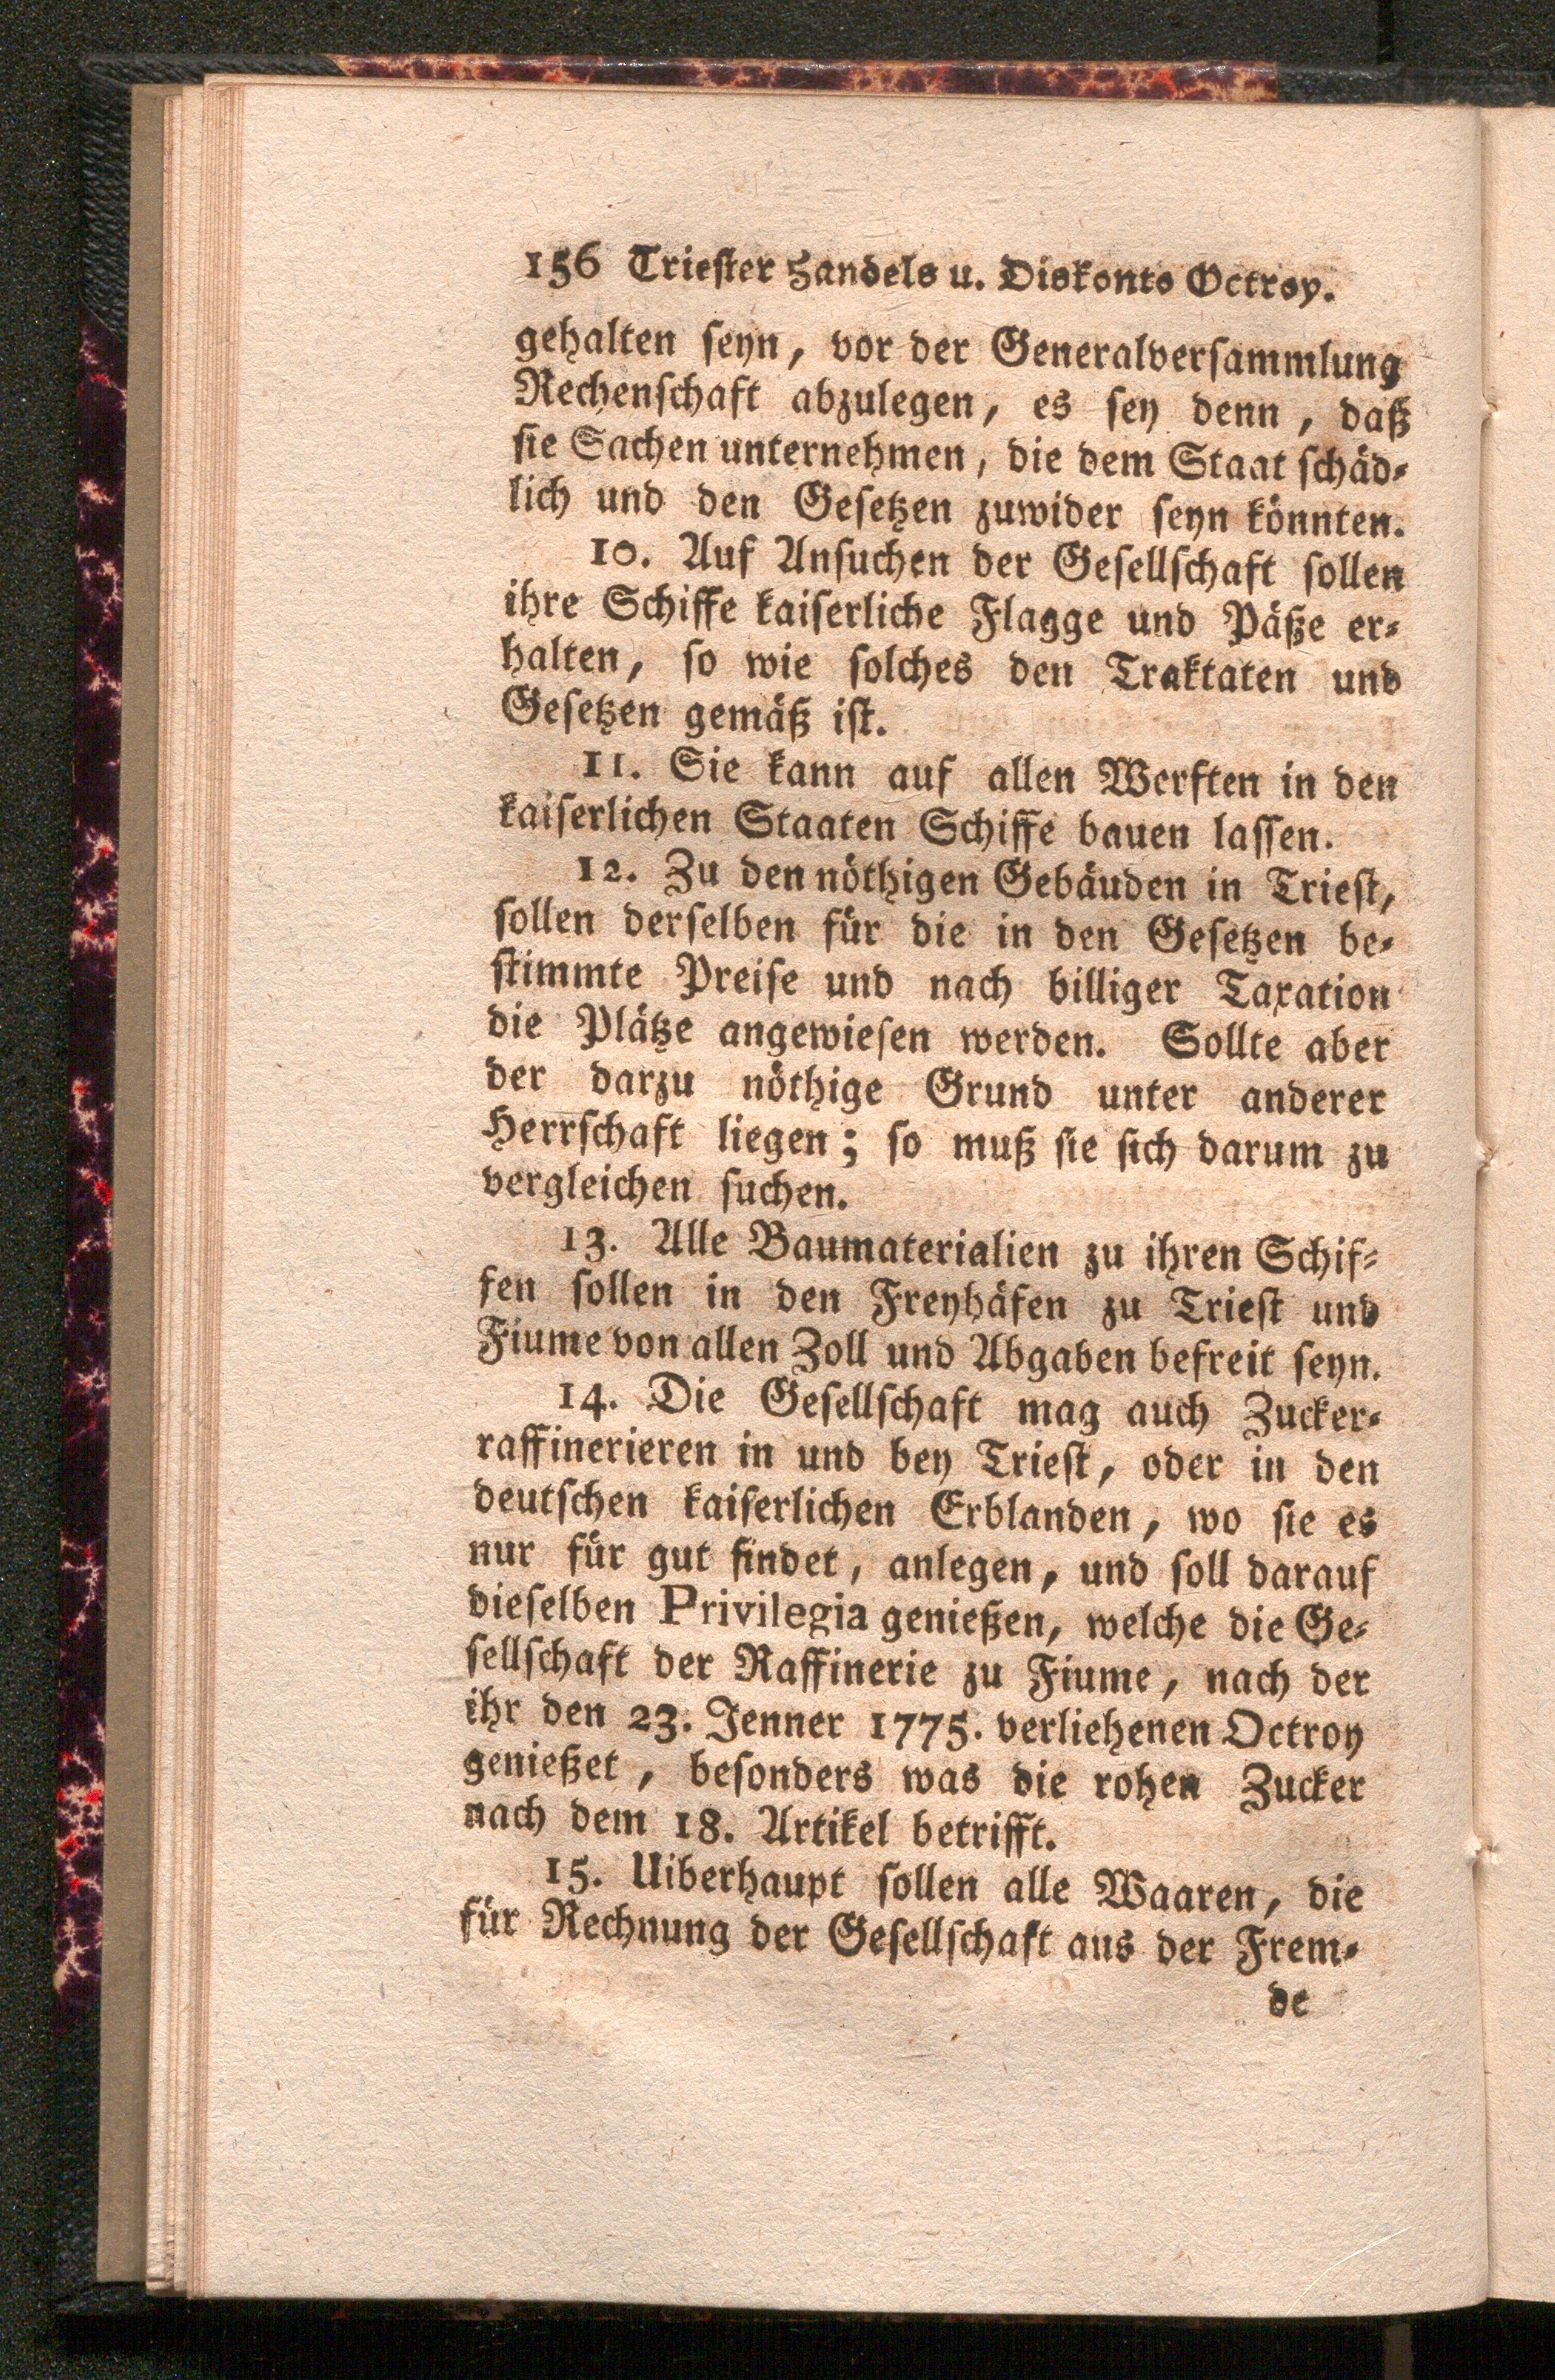 156 Triester Handels u. Diskonto Octroy.
gehalten seyn, vor der Generalversammlung
Rechenschaft abzulegen, es sey denn, daß
sie Sachen unternehmen, die dem Staat schäd-
lich und den Gesetzen zuwider seyn könnten.
10. Auf Ansuchen der Gesellschaft sollen
ihre Schiffe kaiserliche Flagge und Päße er-
halten, so wie solches den Traktaten und
Gesetzen gemäß ist.
11. Sie kann auf allen Werften in den
kaiserlichen Staaten Schiffe bauen lassen.
12. Zu den nöthigen Gebäuden in Triest,
sollen derselben für die in den Gesetzen be-
stimmte Preise und nach billiger Taxation
die Plätze angewiesen werden. Sollte aber
der darzu nöthige Grund unter anderer
Herrschaft liegen; so muß sie sich darum zu
vergleichen suchen.
13. Alle Baumaterialien zu ihren Schif-
fen sollen in den Freyhäfen zu Triest und
Fiume von allen Zoll und Abgaben befreit seyn.
14. Die Gesellschaft mag auch Zucker-
raffinerieren in und bey Triest, oder in den
deutschen kaiserlichen Erblanden, wo sie es
nur für gut findet, anlegen, und soll darauf
dieselben Privilegia genießen, welche die Ge-
sellschaft der Raffinerie zu Fiume, nach der
ihr den 23. Jenner 1775. verliehenen Octroy
genießet, besonders was die rohen Zucker
nach dem 18. Artikel betrifft.
15. Uiberhaupt sollen alle Waaren, die
für Rechnung der Gesellschaft aus der Frem-
de